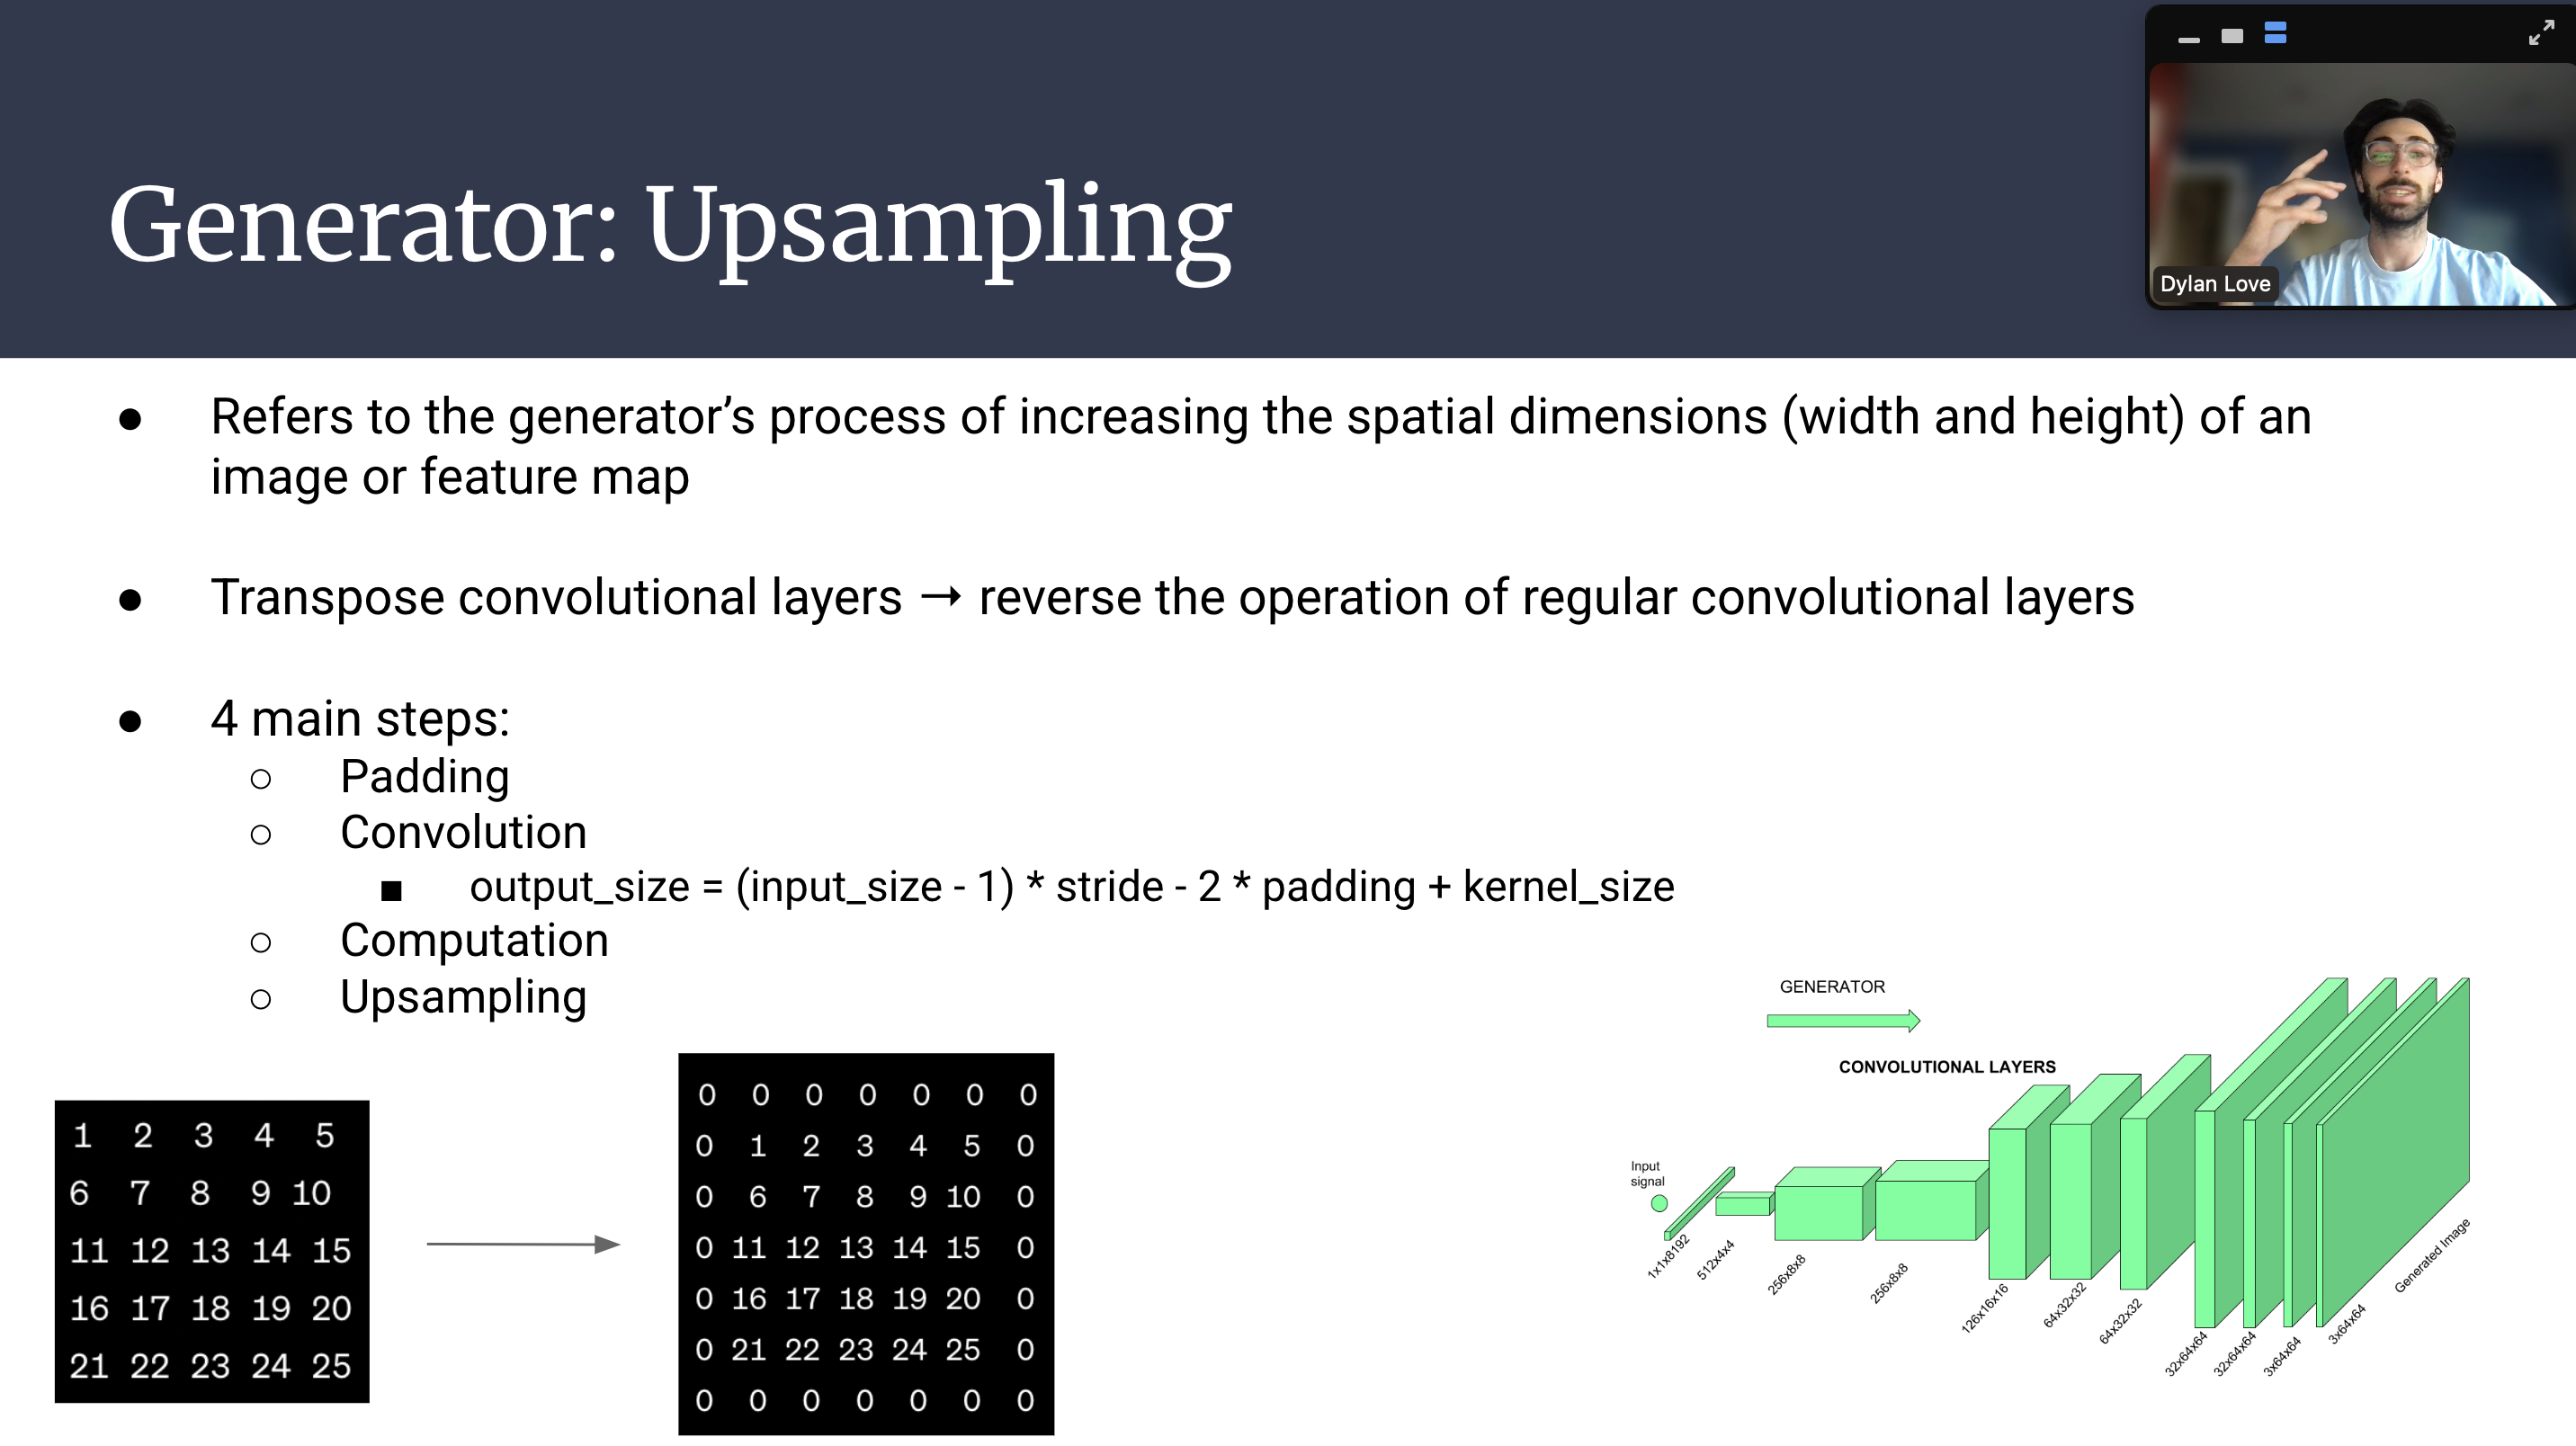 Generator: Upsampling
Dylan Love
● Refers to the generator’s process of increasing the spatial dimensions (width and height) of an
image or feature map
● Transpose convolutional layers → reverse the operation of regular convolutional layers
● 4 main steps:
○ Padding
○ Convolution
■ output_size = (input_size - 1) * stride - 2 * padding + kernel_size
○ Computation
○ Upsampling
1 2 3 4 5
6 7 8 9 10
11 12 13 14 15
16 17 18 19 20
21 22 23 24 25
0 0 0 0 0 0 0
0 1 2 3 4 5 0
0 6 7 8 9 10 0
0 11 12 13 14 15 0
0 16 17 18 19 20 0
0 21 22 23 24 25 0
0 0 0 0 0 0 0
GENERATOR
CONVOLUTIONAL LAYERS
Input
signal
1x1x8192
512x4x4
256x8x8
256x8x8
126x16x16
64x32x32
64x32x32
32x64x64
32x64x64
3x64x64
3x64x64
Generated Image